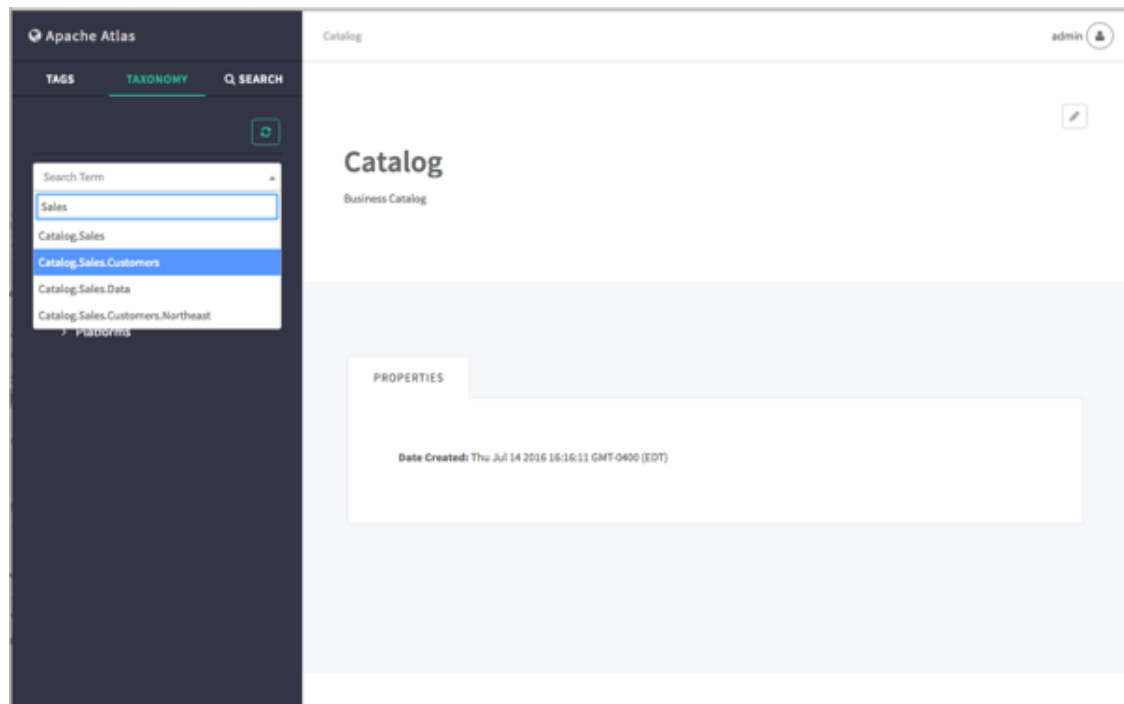 Apache Atlas
TAGS TAXONOMY SEARCH
Search Term
Sales
Catalog.Sales
Catalog.Sales.Customers
Catalog.Sales.Data
Catalog.Sales.Customers.Northeast
Platforms
Catalog
admin
Catalog
Business Catalog
PROPERTIES
Date Created: Thu Jul 14 2016 16:16:11 GMT-0400 (EDT)